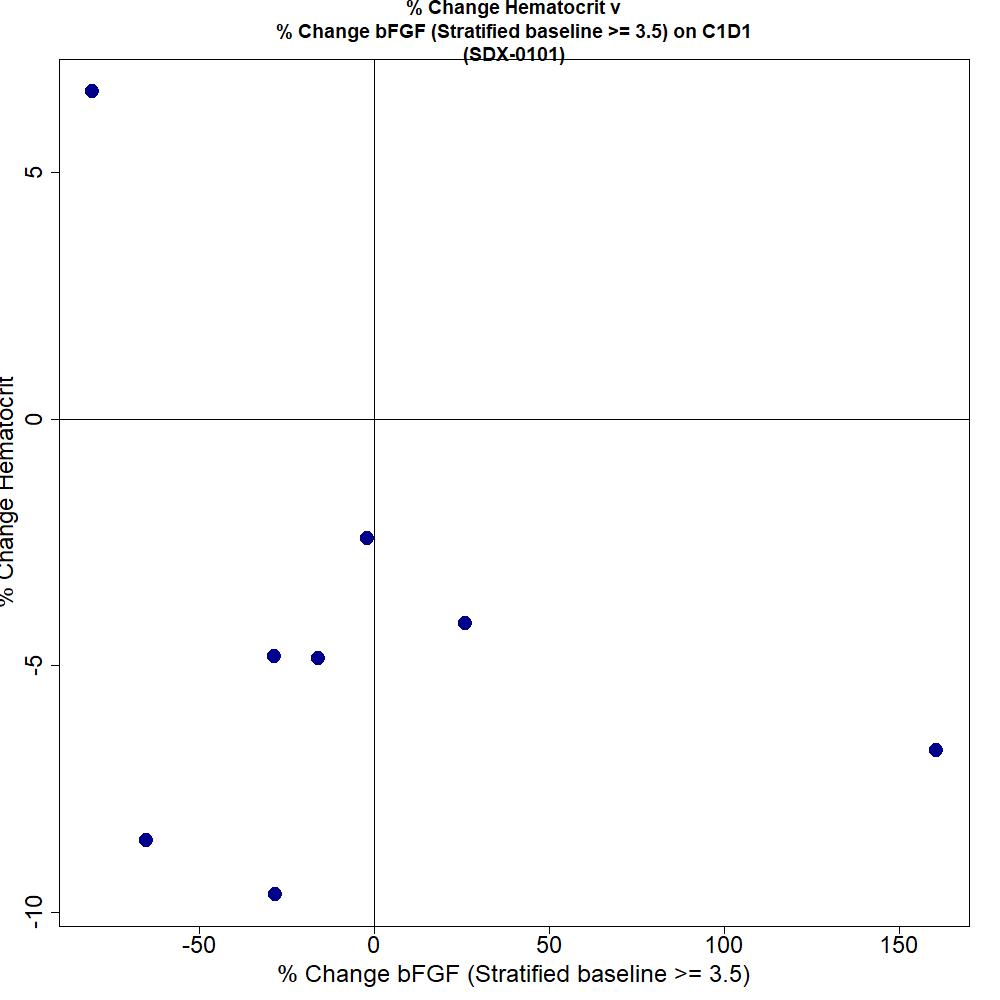 % Change Hematocrit v
% Change bFGF (Stratified baseline >= 3.5) on C1D1
(SDX-0101)
% Change Hematocrit
5
0
-5
-10
-50
0
50
100
150
% Change bFGF (Stratified baseline >= 3.5)